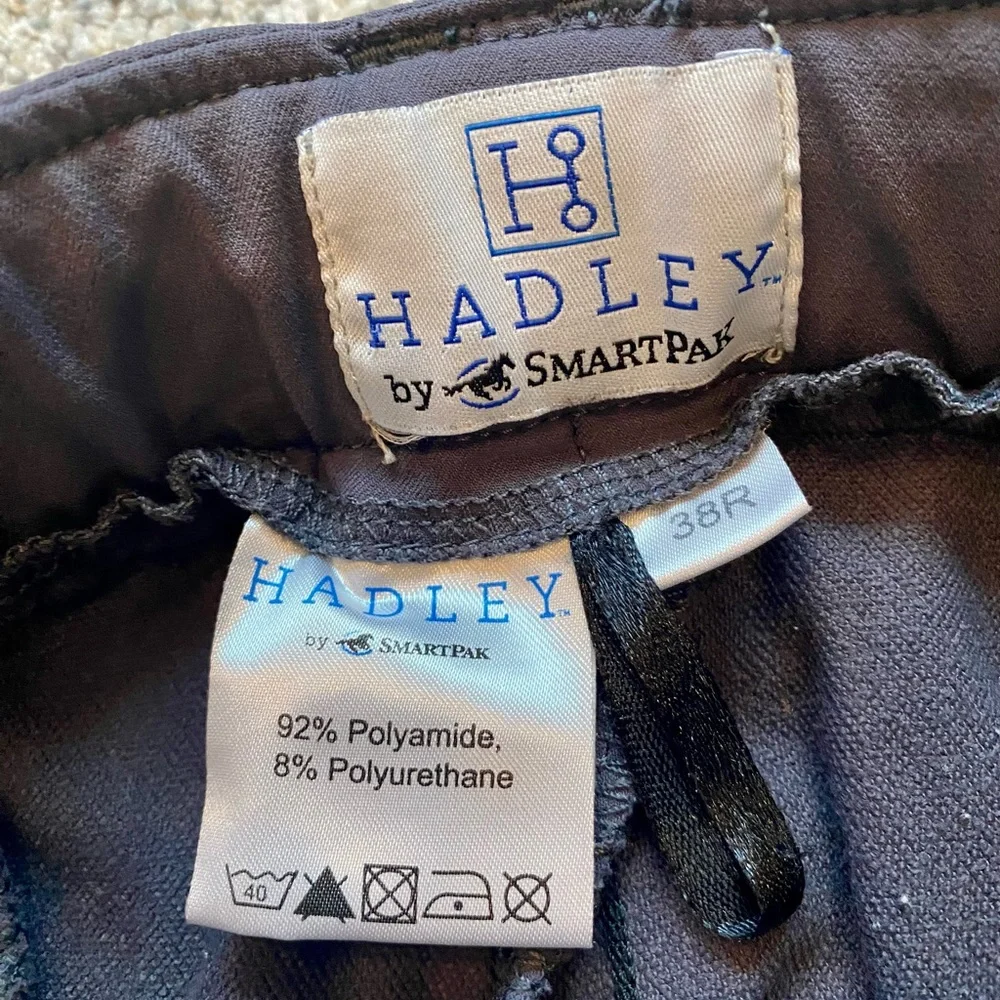 H
HADLEY™
by SMARTPAK
38R
HADLEY™
by SMARTPAK
92% Polyamide,
8% Polyurethane
40